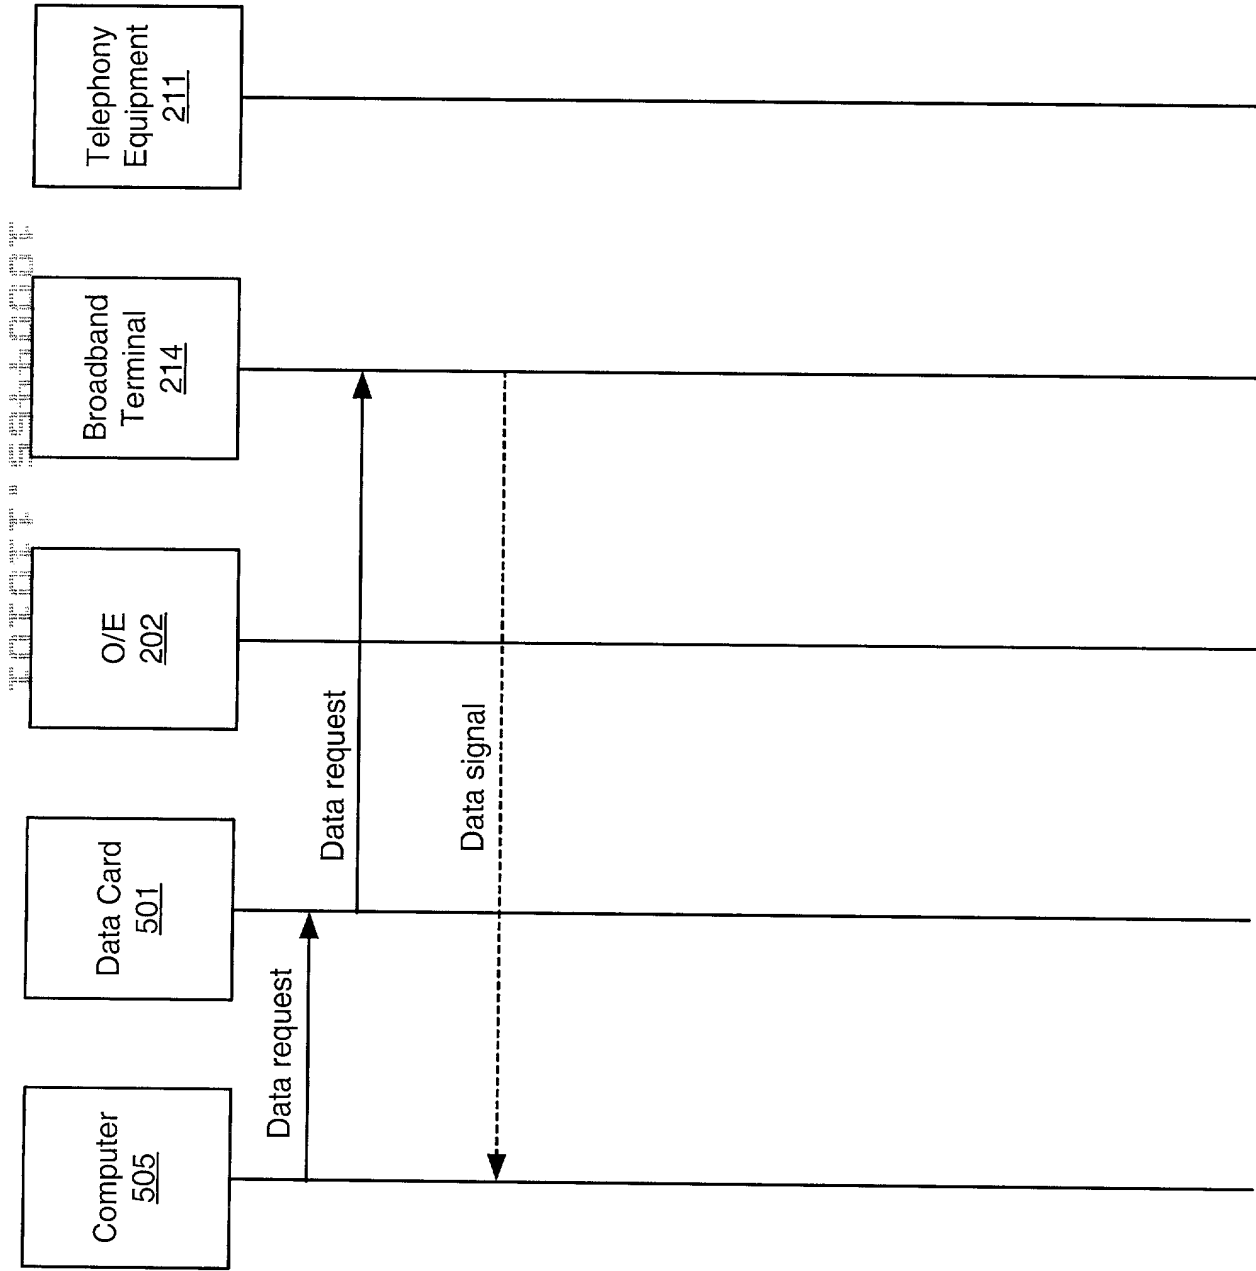 Computer
505
Data Card
501
O/E
202
Broadband
Terminal
214
Telephony
Equipment
211
Data request
Data request
Data signal